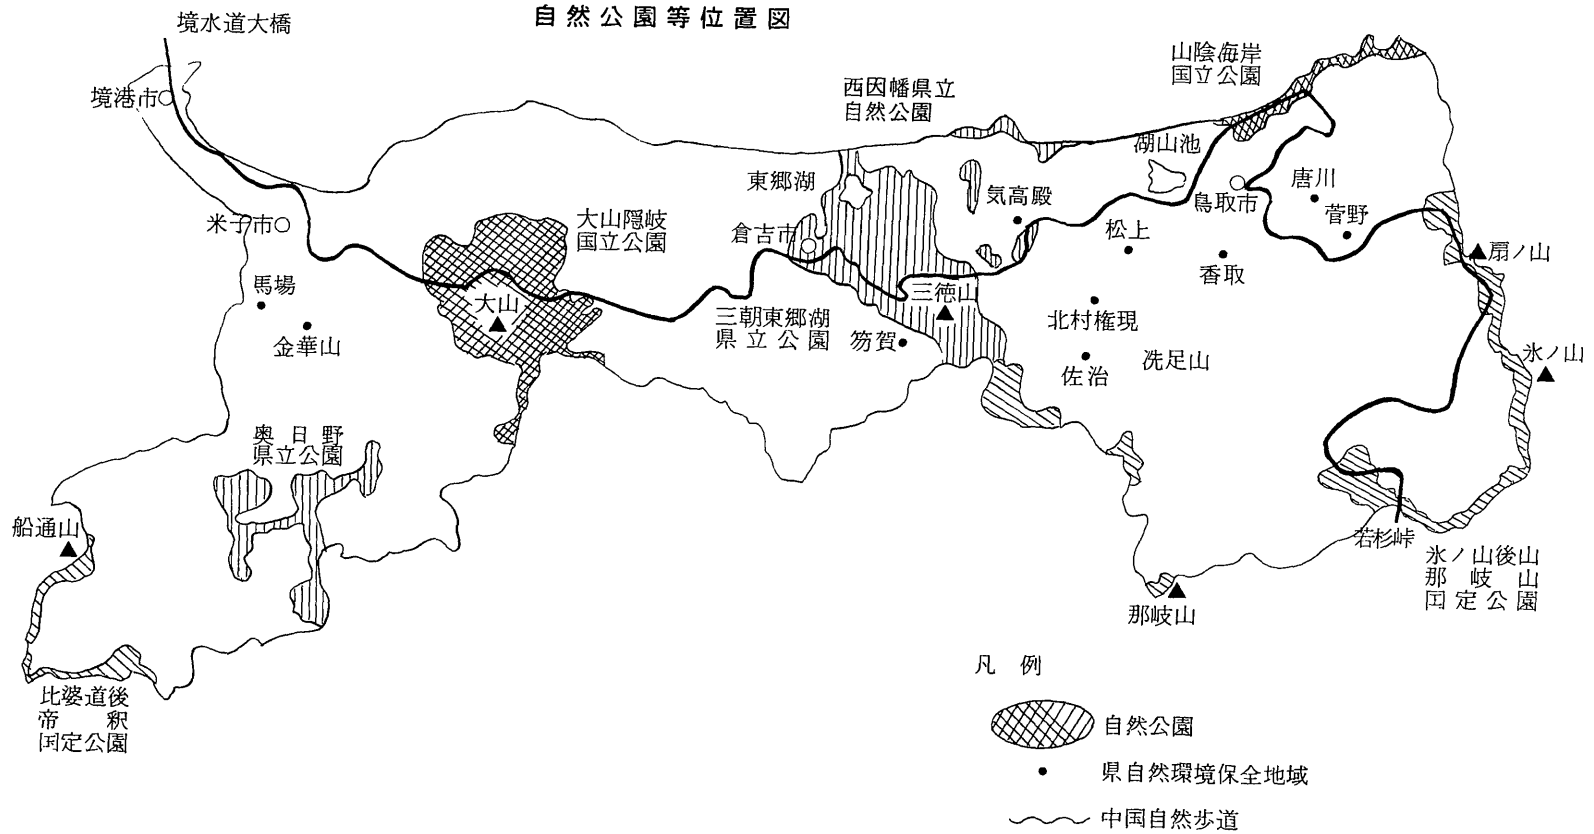 自然公園等位置図
境水道大橋
境港市
米子市
馬場
金華山
大山隠岐
国立公園
大山
奥日野
県立公園
船通山
比婆道後
帝釈
国定公園
西因幡県立
自然公園
東郷湖
倉吉市
三朝東郷湖
県立公園
笏賀
三徳山
気高殿
山陰海岸
国立公園
湖山池
鳥取市
唐川
菅野
松上
香取
北村権現
佐治
洗足山
扇ノ山
氷ノ山
若杉峠
那岐山
氷ノ山後山
那岐山
国定公園
凡例
自然公園
県自然環境保全地域
中国自然歩道